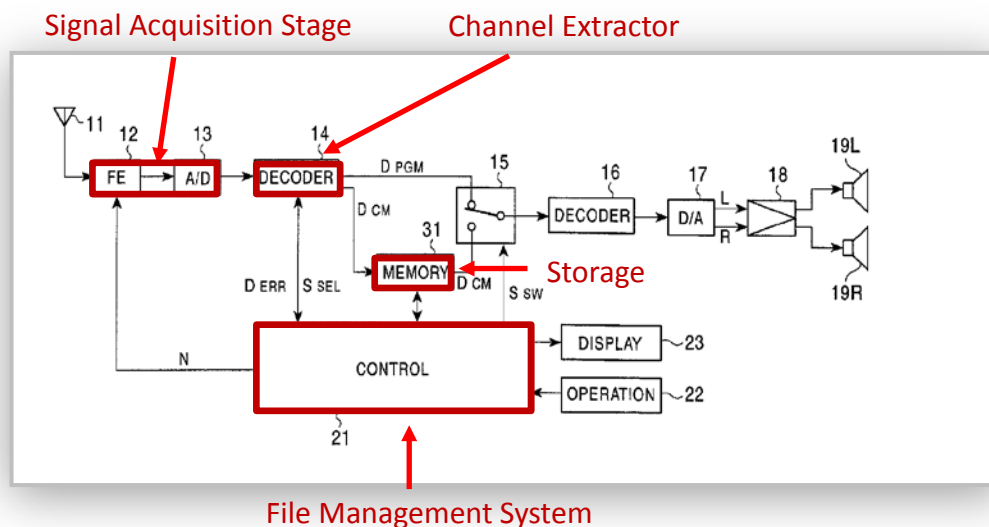 Signal Acquisition Stage
Channel Extractor
11
12
13
14
15
16
17
18
19L
FE
A/D
DECODER
D PGM
DECODER
D/A
L
R
D CM
31
MEMORY
D CM
Storage
19R
D ERR
S SEL
S SW
N
CONTROL
DISPLAY
23
OPERATION
22
21
File Management System